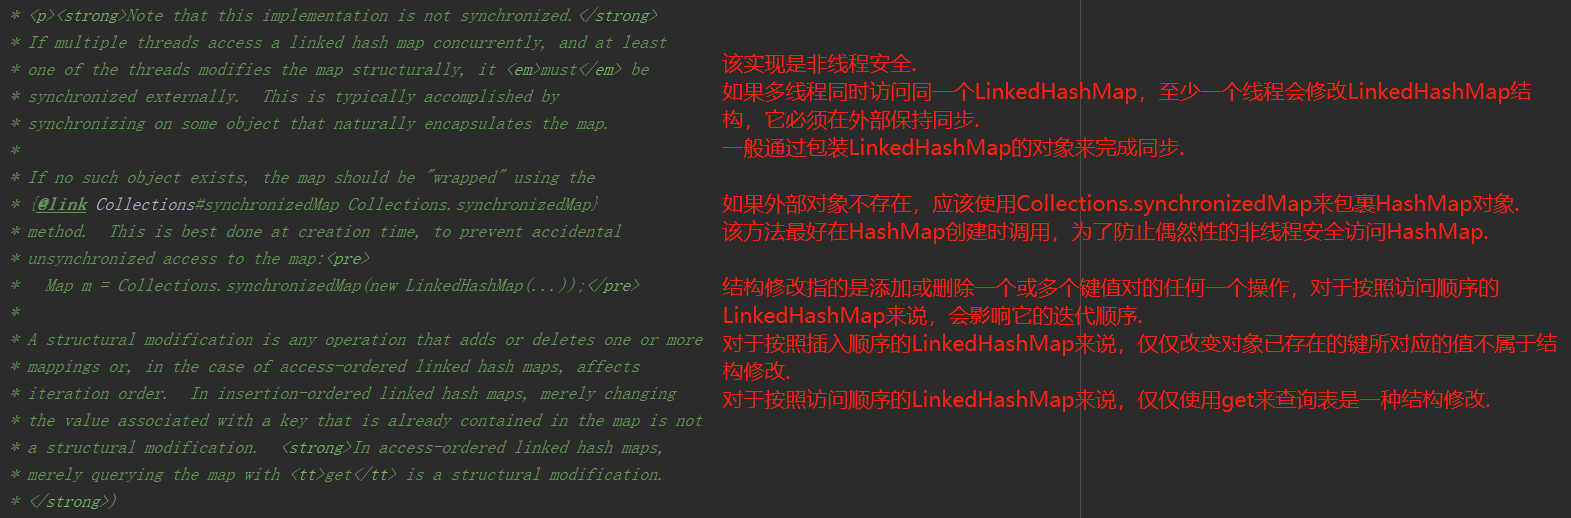 * <p><strong>Note that this implementation is not synchronized.</strong>
* If multiple threads access a linked hash map concurrently, and at least
* one of the threads modifies the map structurally, it <em>must</em> be
* synchronized externally.  This is typically accomplished by
* synchronizing on some object that naturally encapsulates the map.
*
* If no such object exists, the map should be "wrapped" using the
* {@link Collections#synchronizedMap Collections.synchronizedMap}
* method.  This is best done at creation time, to prevent accidental
* unsynchronized access to the map:<pre>
*   Map m = Collections.synchronizedMap(new LinkedHashMap(...));</pre>
*
* A structural modification is any operation that adds or deletes one or more
* mappings or, in the case of access-ordered linked hash maps, affects
* iteration order.  In insertion-ordered linked hash maps, merely changing
* the value associated with a key that is already contained in the map is not
* a structural modification.  <strong>In access-ordered linked hash maps,
* merely querying the map with <tt>get</tt> is a structural modification.
* </strong>)
该实现是非线程安全.
如果多线程同时访问同一个LinkedHashMap，至少一个线程会修改LinkedHashMap结
构，它必须在外部保持同步.
一般通过包装LinkedHashMap的对象来完成同步.
如果外部对象不存在，应该使用Collections.synchronizedMap来包裹HashMap对象.
该方法最好在HashMap创建时调用，为了防止偶然性的非线程安全访问HashMap.
结构修改指的是添加或删除一个或多个键值对的任何一个操作，对于按照访问顺序的
LinkedHashMap来说，会影响它的迭代顺序.
对于按照插入顺序的LinkedHashMap来说，仅仅改变对象已存在的键所对应的值不属于结
构修改.
对于按照访问顺序的LinkedHashMap来说，仅仅使用get来查询表是一种结构修改.